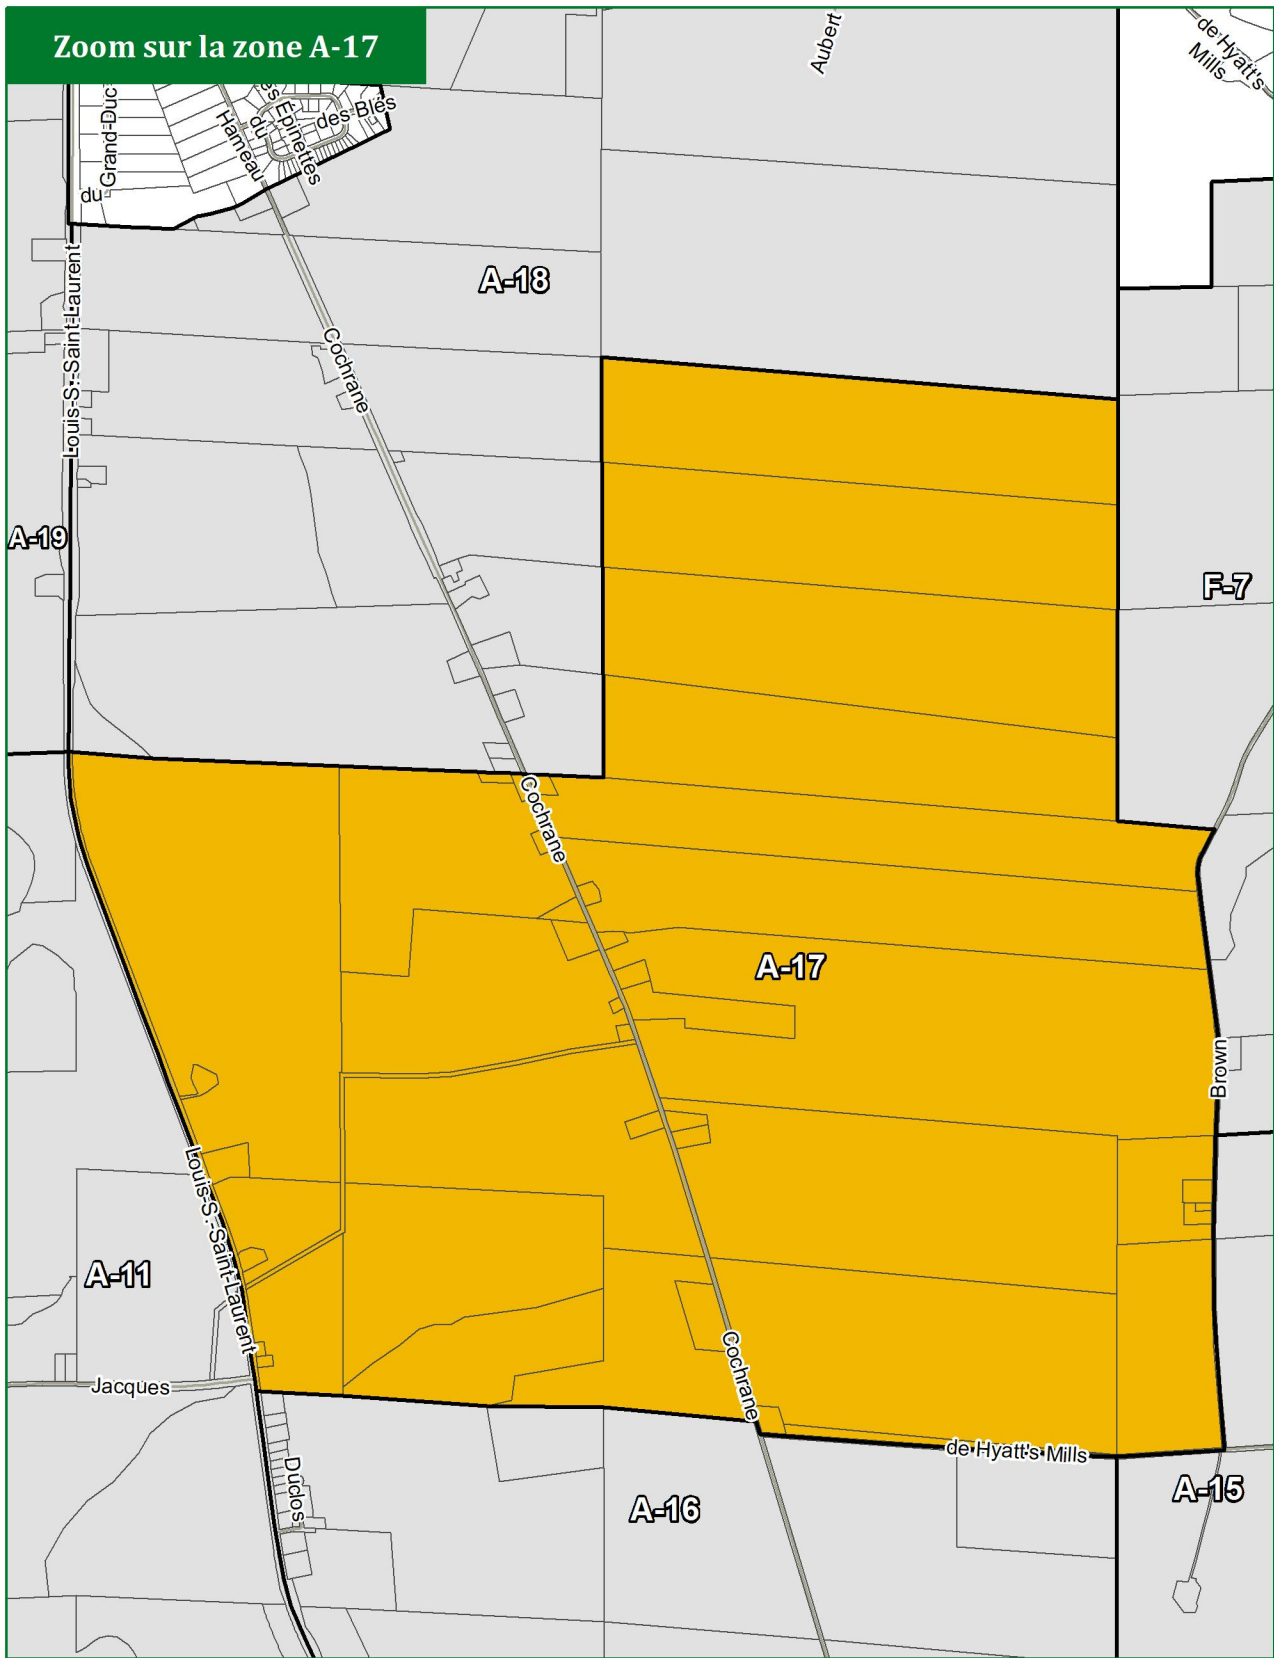 Zoom sur la zone A-17
Aubert
de Hyatt's
Mills
du Grand-Duc
Hameau
du
es Épinettes
des Blés
A-18
Louis-S.-Saint-Laurent
Cochrane
A-19
F-7
Cochrane
A-17
Brown
Louis-S.-Saint-Laurent
A-11
Cochrane
Jacques
de Hyatt's Mills
Duclos
A-16
A-15